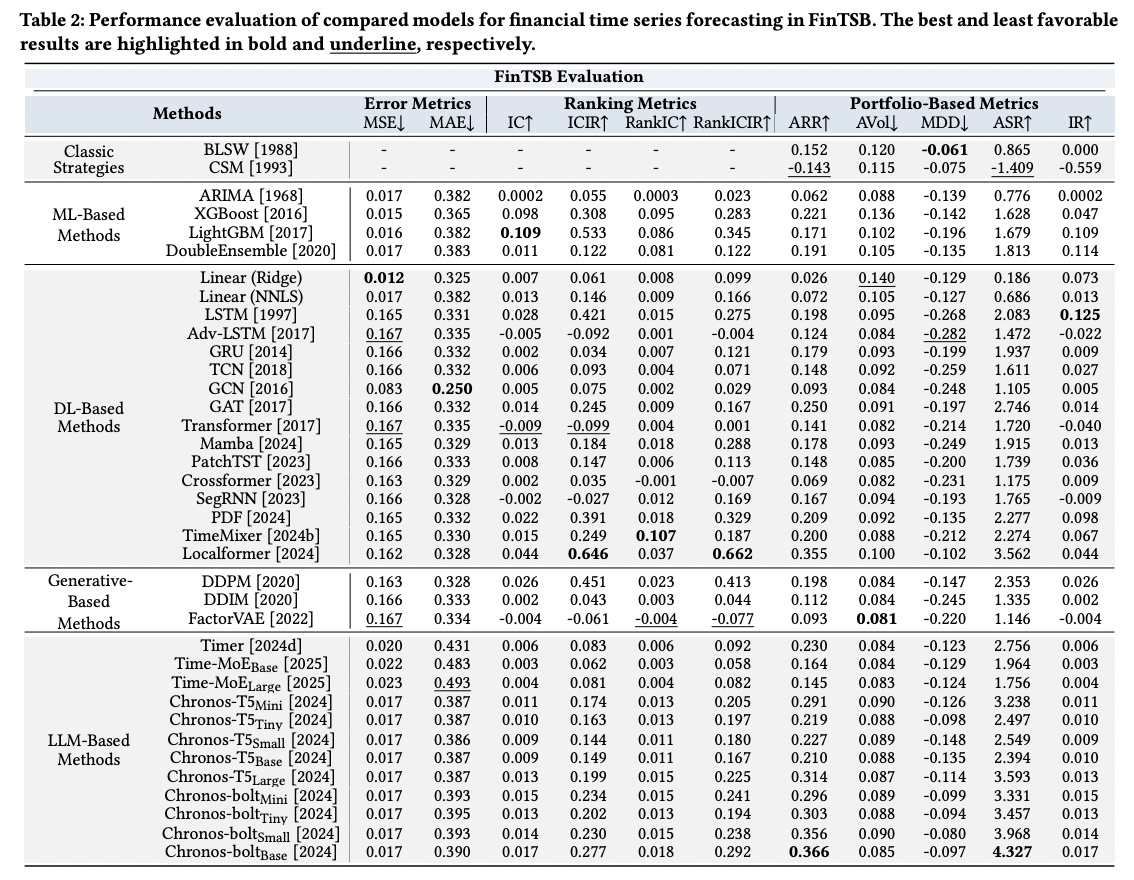 Table 2: Performance evaluation of compared models for financial time series forecasting in FinTSB. The best and least favorable
results are highlighted in bold and underline, respectively.
FinTSB Evaluation
Methods Error Metrics Ranking Metrics Portfolio-Based Metrics
MSE↓ MAE↓ IC↑ ICIR↑ RankIC↑ RankICIR↑ ARR↑ AVol↓ MDD↓ ASR↑ IR↑
Classic Strategies
BLSW [1988] - - - - - - 0.152 0.120 -0.061 0.865 0.000
CSM [1993] - - - - - - -0.143 0.115 -0.075 -1.409 -0.559
ML-Based Methods
ARIMA [1968] 0.017 0.382 0.0002 0.055 0.0003 0.023 0.062 0.088 -0.139 0.776 0.0002
XGBoost [2016] 0.015 0.365 0.098 0.308 0.095 0.283 0.221 0.136 -0.142 1.628 0.047
LightGBM [2017] 0.016 0.382 0.109 0.533 0.086 0.345 0.171 0.102 -0.196 1.679 0.109
DoubleEnsemble [2020] 0.017 0.383 0.011 0.122 0.081 0.122 0.191 0.105 -0.135 1.813 0.114
DL-Based Methods
Linear (Ridge) 0.012 0.325 0.007 0.061 0.008 0.099 0.026 0.140 -0.129 0.186 0.073
Linear (NNLS) 0.017 0.382 0.013 0.146 0.009 0.166 0.072 0.105 -0.127 0.686 0.013
LSTM [1997] 0.165 0.331 0.028 0.421 0.015 0.275 0.198 0.095 -0.268 2.083 0.125
Adv-LSTM [2017] 0.167 0.335 -0.005 -0.092 0.001 -0.004 0.124 0.084 -0.282 1.472 -0.022
GRU [2014] 0.166 0.332 0.002 0.034 0.007 0.121 0.179 0.093 -0.199 1.937 0.009
TCN [2018] 0.166 0.332 0.006 0.093 0.004 0.071 0.148 0.092 -0.259 1.611 0.027
GCN [2016] 0.083 0.250 0.005 0.075 0.002 0.029 0.093 0.084 -0.248 1.105 0.005
GAT [2017] 0.166 0.332 0.014 0.245 0.009 0.167 0.250 0.091 -0.197 2.746 0.014
Transformer [2017] 0.167 0.335 -0.009 -0.099 0.004 0.001 0.141 0.082 -0.214 1.720 -0.040
Mamba [2024] 0.165 0.329 0.013 0.184 0.018 0.288 0.178 0.093 -0.249 1.915 0.013
PatchTST [2023] 0.166 0.333 0.008 0.147 0.006 0.113 0.148 0.085 -0.200 1.739 0.036
Crossformer [2023] 0.163 0.329 0.002 0.035 -0.001 -0.007 0.069 0.082 -0.231 1.175 0.009
SegRNN [2023] 0.166 0.328 -0.002 -0.027 0.012 0.169 0.167 0.094 -0.193 1.765 -0.009
PDF [2024] 0.165 0.332 0.022 0.391 0.018 0.329 0.209 0.092 -0.135 2.277 0.098
TimeMixer [2024b] 0.165 0.330 0.015 0.249 0.107 0.187 0.200 0.088 -0.212 2.274 0.067
Localformer [2024] 0.162 0.328 0.044 0.646 0.037 0.662 0.355 0.100 -0.102 3.562 0.044
Generative-Based Methods
DDPM [2020] 0.163 0.328 0.026 0.451 0.023 0.413 0.198 0.084 -0.147 2.353 0.026
DDIM [2020] 0.166 0.333 0.002 0.043 0.003 0.044 0.112 0.084 -0.245 1.335 0.002
FactorVAE [2022] 0.167 0.334 -0.004 -0.061 -0.004 -0.077 0.093 0.081 -0.220 1.146 -0.004
LLM-Based Methods
Timer [2024d] 0.020 0.431 0.006 0.083 0.006 0.092 0.230 0.084 -0.123 2.756 0.006
Time-MoE Base [2025] 0.022 0.483 0.003 0.062 0.003 0.058 0.164 0.084 -0.129 1.964 0.003
Time-MoE Large [2025] 0.023 0.493 0.004 0.081 0.004 0.082 0.145 0.083 -0.124 1.756 0.004
Chronos-T5 Mini [2024] 0.017 0.387 0.011 0.174 0.013 0.205 0.291 0.090 -0.126 3.238 0.011
Chronos-T5 Tiny [2024] 0.017 0.387 0.010 0.163 0.013 0.197 0.219 0.088 -0.098 2.497 0.010
Chronos-T5 Small [2024] 0.017 0.386 0.009 0.144 0.011 0.180 0.227 0.089 -0.148 2.549 0.009
Chronos-T5 Base [2024] 0.017 0.387 0.009 0.149 0.011 0.167 0.210 0.088 -0.135 2.394 0.010
Chronos-T5 Large [2024] 0.017 0.387 0.013 0.199 0.015 0.225 0.314 0.087 -0.114 3.593 0.013
Chronos-bolt Mini [2024] 0.017 0.393 0.015 0.234 0.015 0.241 0.296 0.089 -0.099 3.331 0.015
Chronos-bolt Tiny [2024] 0.017 0.395 0.013 0.202 0.013 0.194 0.303 0.088 -0.094 3.457 0.013
Chronos-bolt Small [2024] 0.017 0.393 0.014 0.230 0.015 0.238 0.356 0.090 -0.080 3.968 0.014
Chronos-bolt Base [2024] 0.017 0.390 0.017 0.277 0.018 0.292 0.366 0.085 -0.097 4.327 0.017